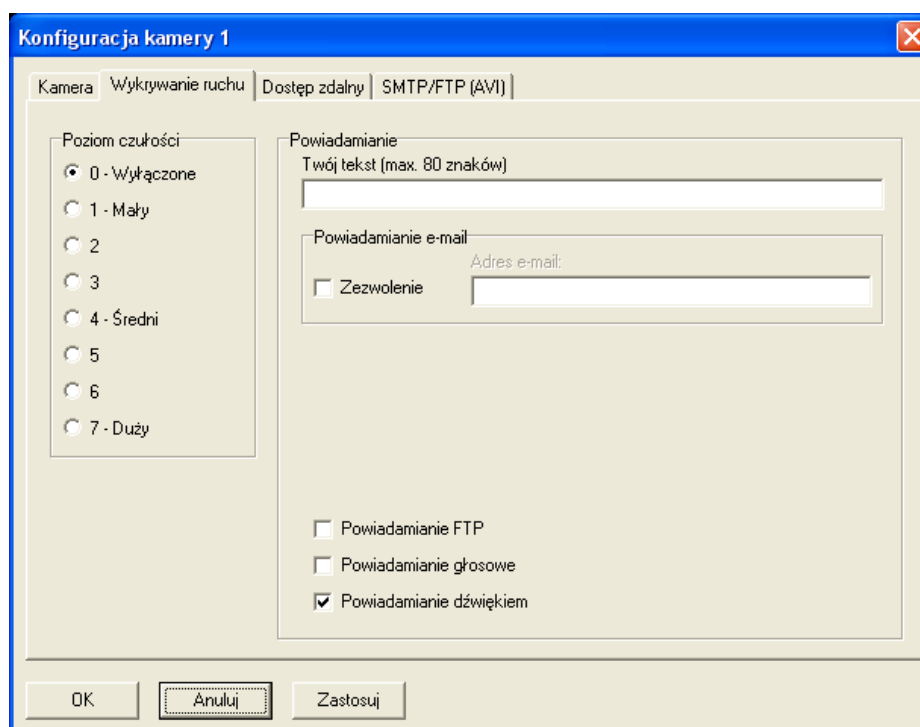 Konfiguracja kamery 1
Kamera
Wykrywanie ruchu
Dostęp zdalny
SMTP/FTP (AVI)
Poziom czułości
0 - Wyłączone
1 - Mały
2
3
4 - Średni
5
6
7 - Duży
Powiadamianie
Twój tekst (max. 80 znaków)
Powiadamianie e-mail
Adres e-mail:
Zezwolenie
Powiadamianie FTP
Powiadamianie głosowe
Powiadamianie dźwiękiem
OK
Anuluj
Zastosuj